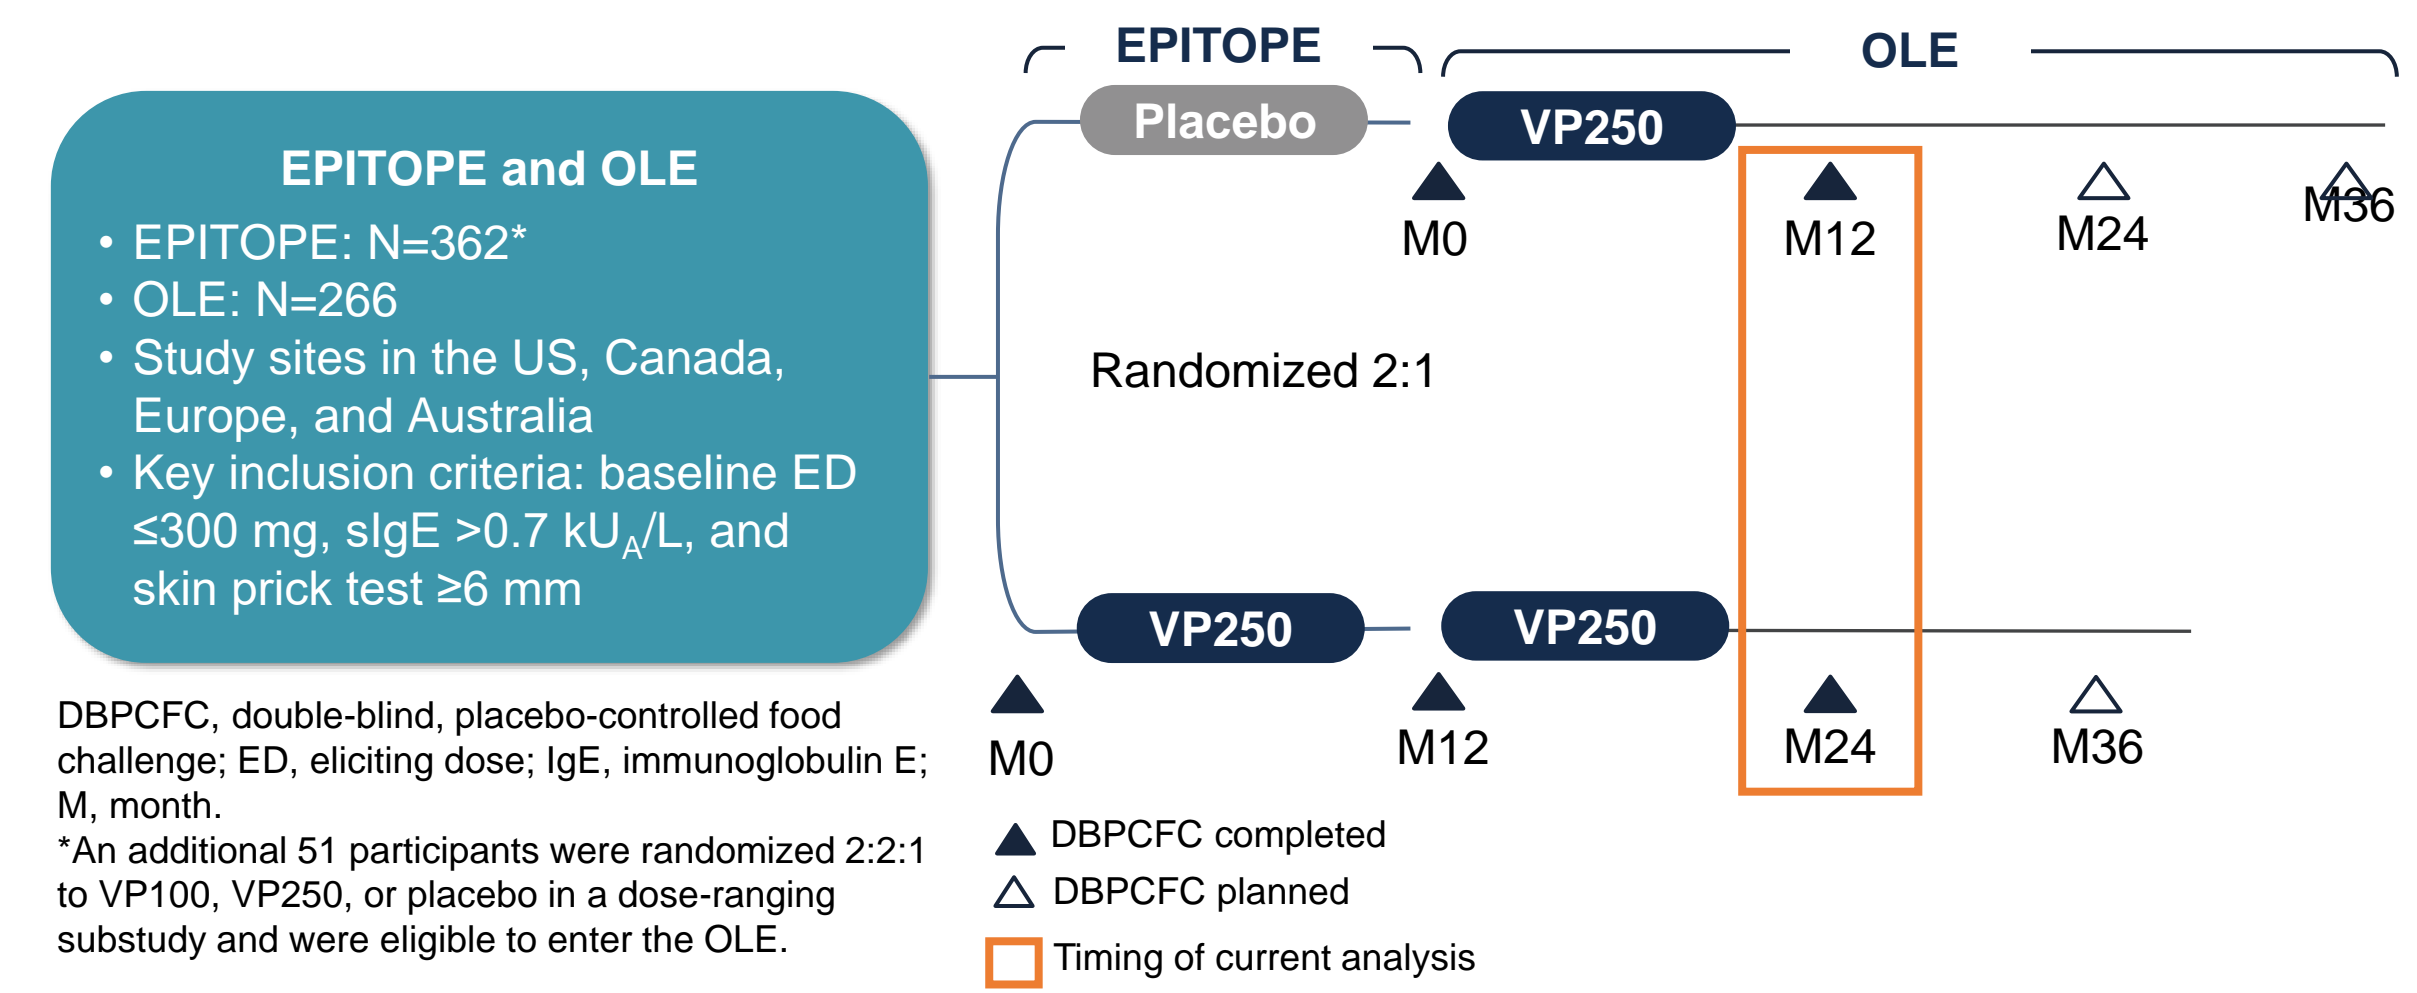 EPITOPE and OLE
• EPITOPE: N=362*
• OLE: N=266
• Study sites in the US, Canada,
Europe, and Australia
• Key inclusion criteria: baseline ED
≤300 mg, sIgE >0.7 kUA/L, and
skin prick test ≥6 mm
DBPCFC, double-blind, placebo-controlled food
challenge; ED, eliciting dose; IgE, immunoglobulin E;
M, month.
*An additional 51 participants were randomized 2:2:1
to VP100, VP250, or placebo in a dose-ranging
substudy and were eligible to enter the OLE.
EPITOPE
OLE
Placebo
VP250
M0
M12
M24
M36
Randomized 2:1
VP250
VP250
M0
M12
M24
M36
DBPCFC completed
DBPCFC planned
Timing of current analysis